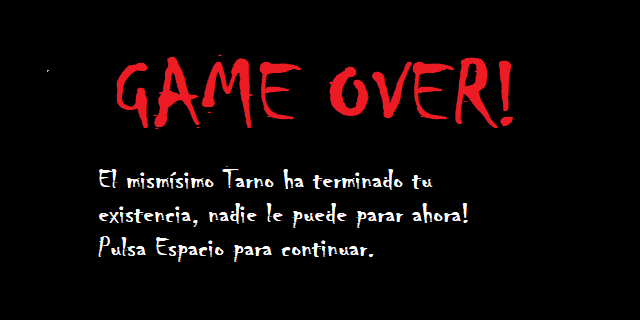 GAME OVER!
El mismísimo Tarno ha terminado tu
existencia, nadie le puede parar ahora!
Pulsa Espacio para continuar.